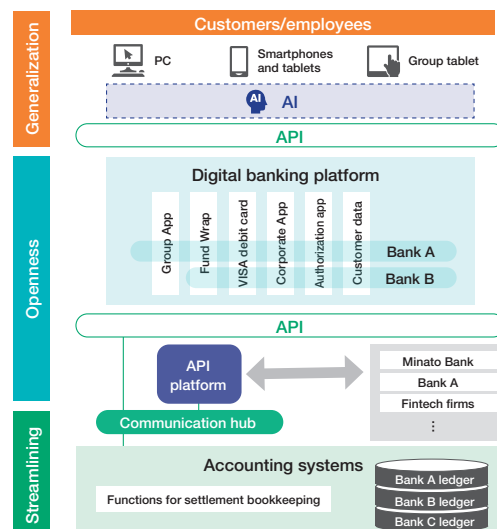 Customers/employees
Generalization
PC
Smartphones
and tablets
Group tablet
AI
AI
API
Openness
Digital banking platform
Group App
Fund Wrap
VISA debit card
Corporate App
Authorization app
Customer data
Bank A
Bank B
API
API
platform
Minato Bank
Bank A
Fintech firms
⋮
Communication hub
Streamlining
Accounting systems
Functions for settlement bookkeeping
Bank A ledger
Bank B ledger
Bank C ledger